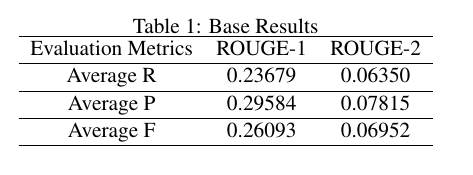 Table 1: Base Results
Evaluation Metrics ROUGE-1 ROUGE-2
Average R 0.23679 0.06350
Average P 0.29584 0.07815
Average F 0.26093 0.06952